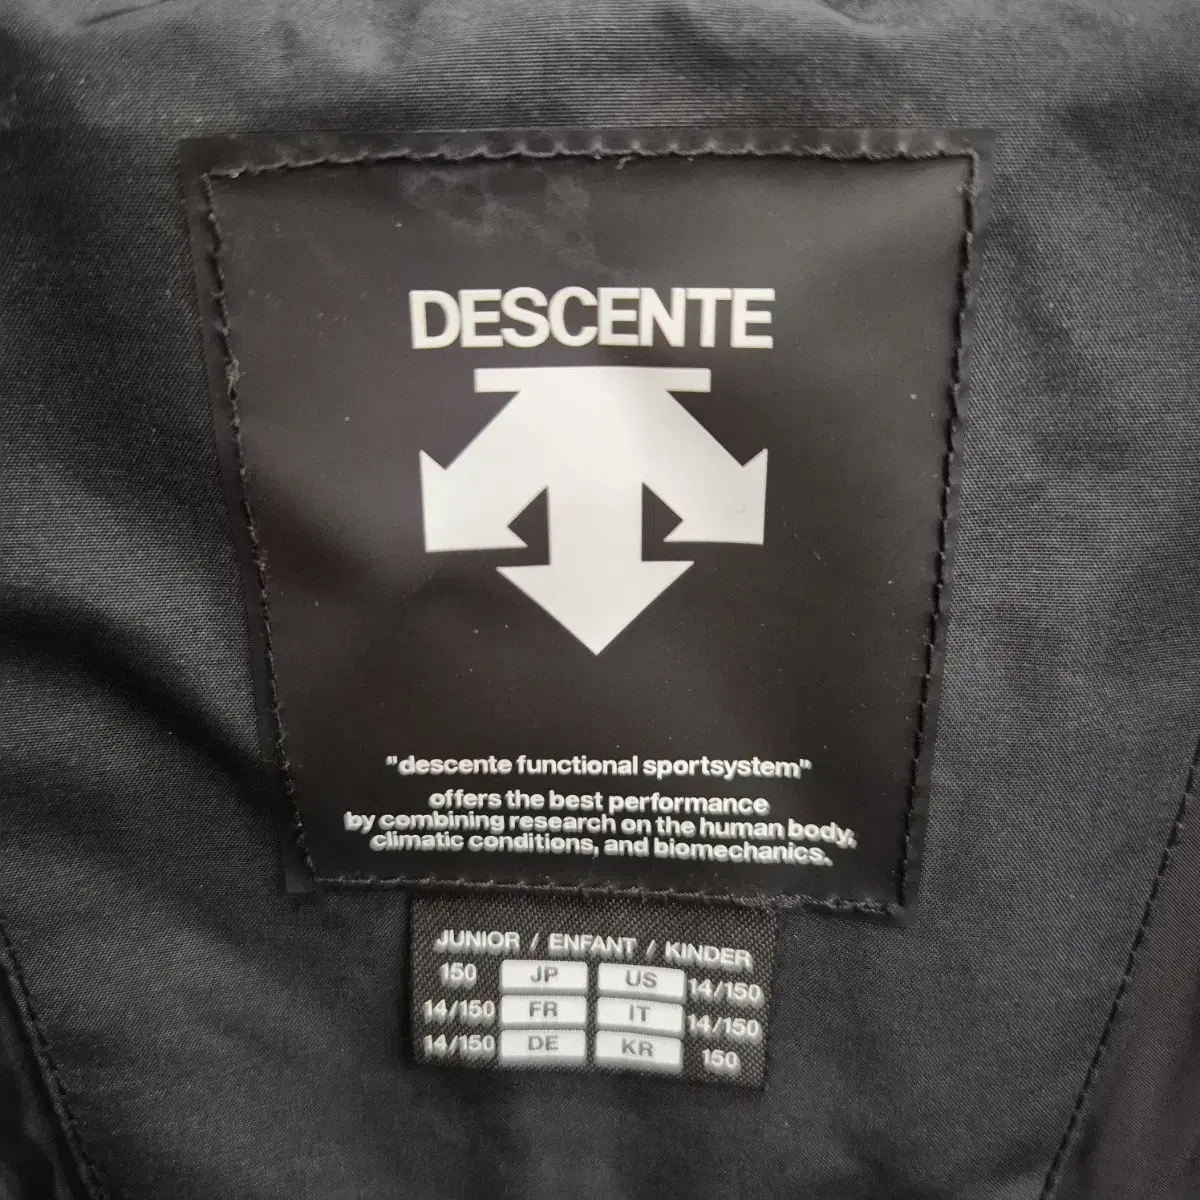 DESCENTE
"descente functional sportsystem"
offers the best performance
by combining research on the human body,
climatic conditions, and biomechanics.
JUNIOR / ENFANT / KINDER
150 JP US 14/150
14/150 FR IT 14/150
14/150 DE KR 150